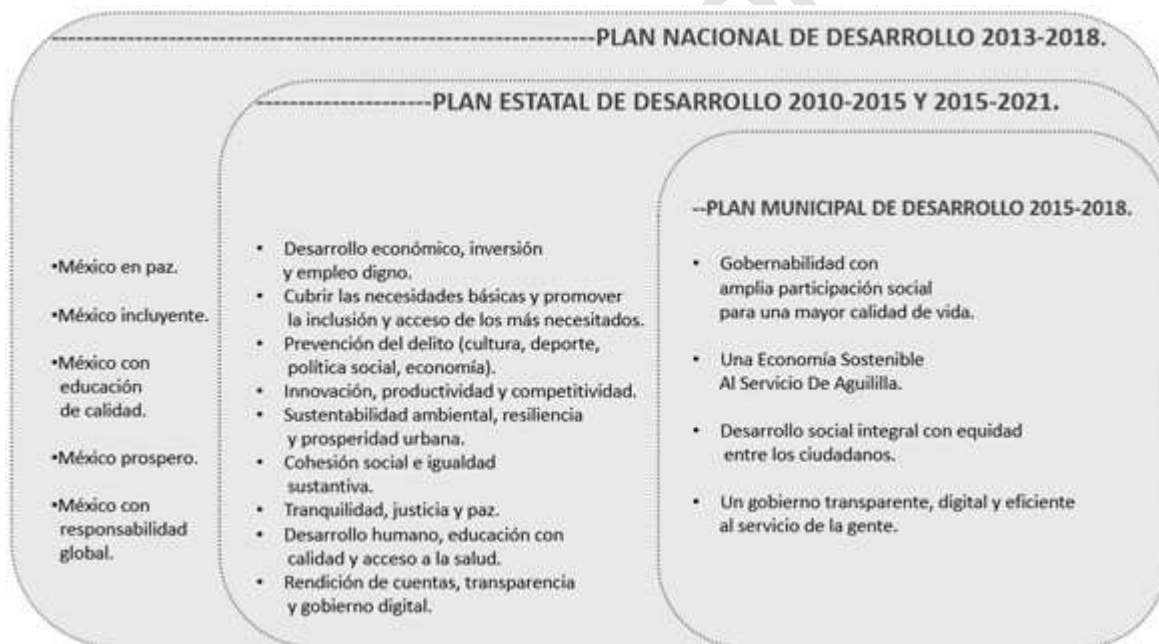 PLAN NACIONAL DE DESARROLLO 2013-2018.
PLAN ESTATAL DE DESARROLLO 2010-2015 Y 2015-2021.
--PLAN MUNICIPAL DE DESARROLLO 2015-2018.
•México en paz.
•México incluyente.
•México con
educación
de calidad.
•México prospero.
•México con
responsabilidad
global.
• Desarrollo económico, inversión
y empleo digno.
• Cubrir las necesidades básicas y promover
la inclusión y acceso de los más necesitados.
• Prevención del delito (cultura, deporte,
política social, economía).
• Innovación, productividad y competitividad.
• Sustentabilidad ambiental, resiliencia
y prosperidad urbana.
• Cohesión social e igualdad
sustantiva.
• Tranquilidad, justicia y paz.
• Desarrollo humano, educación con
calidad y acceso a la salud.
• Rendición de cuentas, transparencia
y gobierno digital.
• Gobernabilidad con
amplia participación social
para una mayor calidad de vida.
• Una Economía Sostenible
Al Servicio De Aguililla.
• Desarrollo social integral con equidad
entre los ciudadanos.
• Un gobierno transparente, digital y eficiente
al servicio de la gente.